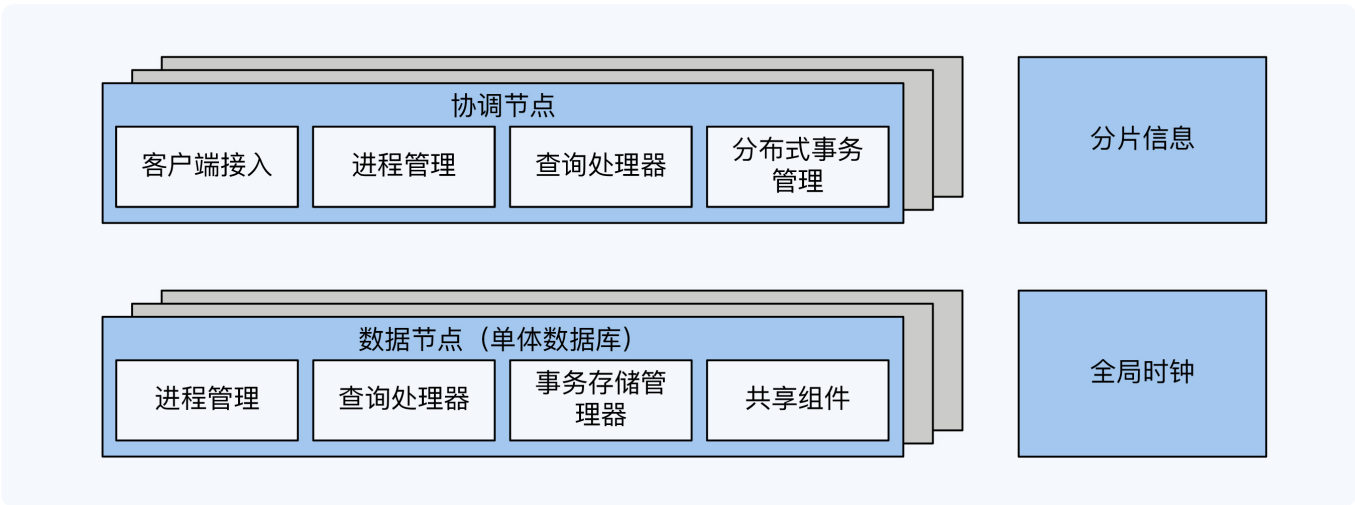 协调节点
客户端接入
进程管理
查询处理器
分布式事务
管理
分片信息
数据节点（单体数据库）
进程管理
查询处理器
事务存储管
理器
共享组件
全局时钟